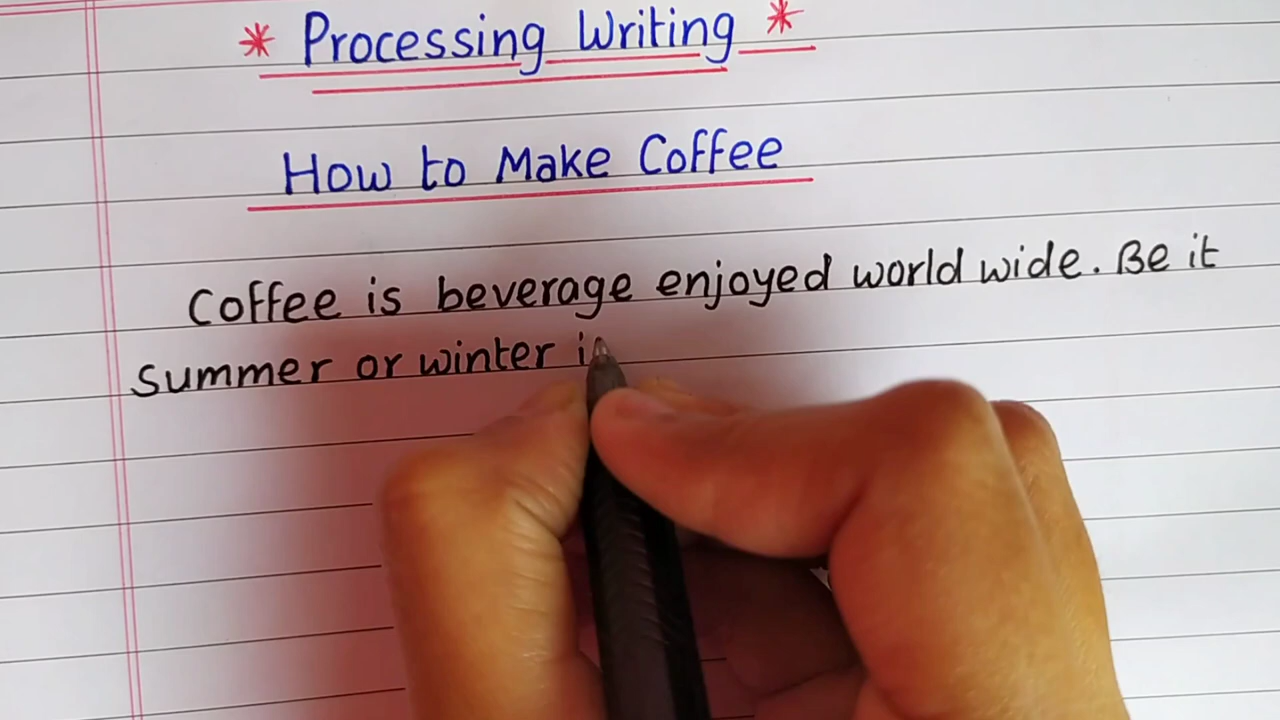 * Processing Writing *
How to Make Coffee
Coffee is beverage enjoyed world wide. Be it
summer or winter i